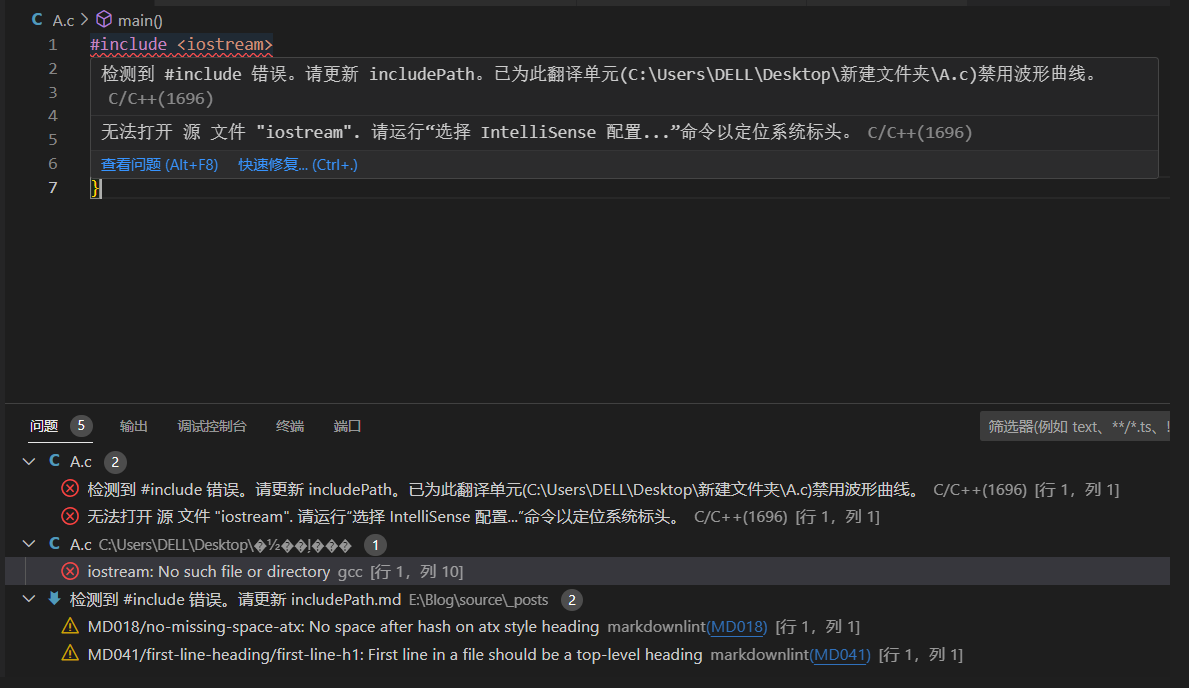 C A.c > main()
1 #include <iostream>
2 检测到 #include 错误。请更新 includePath。已为此翻译单元(C:\Users\DELL\Desktop\新建文件夹\A.c)禁用波形曲线。
3 C/C++(1696)
4
5 无法打开 源 文件 "iostream". 请运行“选择 IntelliSense 配置...”命令以定位系统标头。 C/C++(1696)
6 查看问题 (Alt+F8) 快速修复... (Ctrl+.)
7 }
问题 5 输出 调试控制台 终端 端口 筛选器(例如 text、**/*.ts、!
C A.c 2
检测到 #include 错误。请更新 includePath。已为此翻译单元(C:\Users\DELL\Desktop\新建文件夹\A.c)禁用波形曲线。 C/C++(1696) [行 1，列 1]
无法打开 源 文件 "iostream". 请运行“选择 IntelliSense 配置...”命令以定位系统标头。 C/C++(1696) [行 1，列 1]
C A.c C:\Users\DELL\Desktop\�½��ļ��� 1
iostream: No such file or directory gcc [行 1，列 10]
检测到 #include 错误。请更新 includePath.md E:\Blog\source\_posts 2
MD018/no-missing-space-atx: No space after hash on atx style heading markdownlint(MD018) [行 1，列 1]
MD041/first-line-heading/first-line-h1: First line in a file should be a top-level heading markdownlint(MD041) [行 1，列 1]